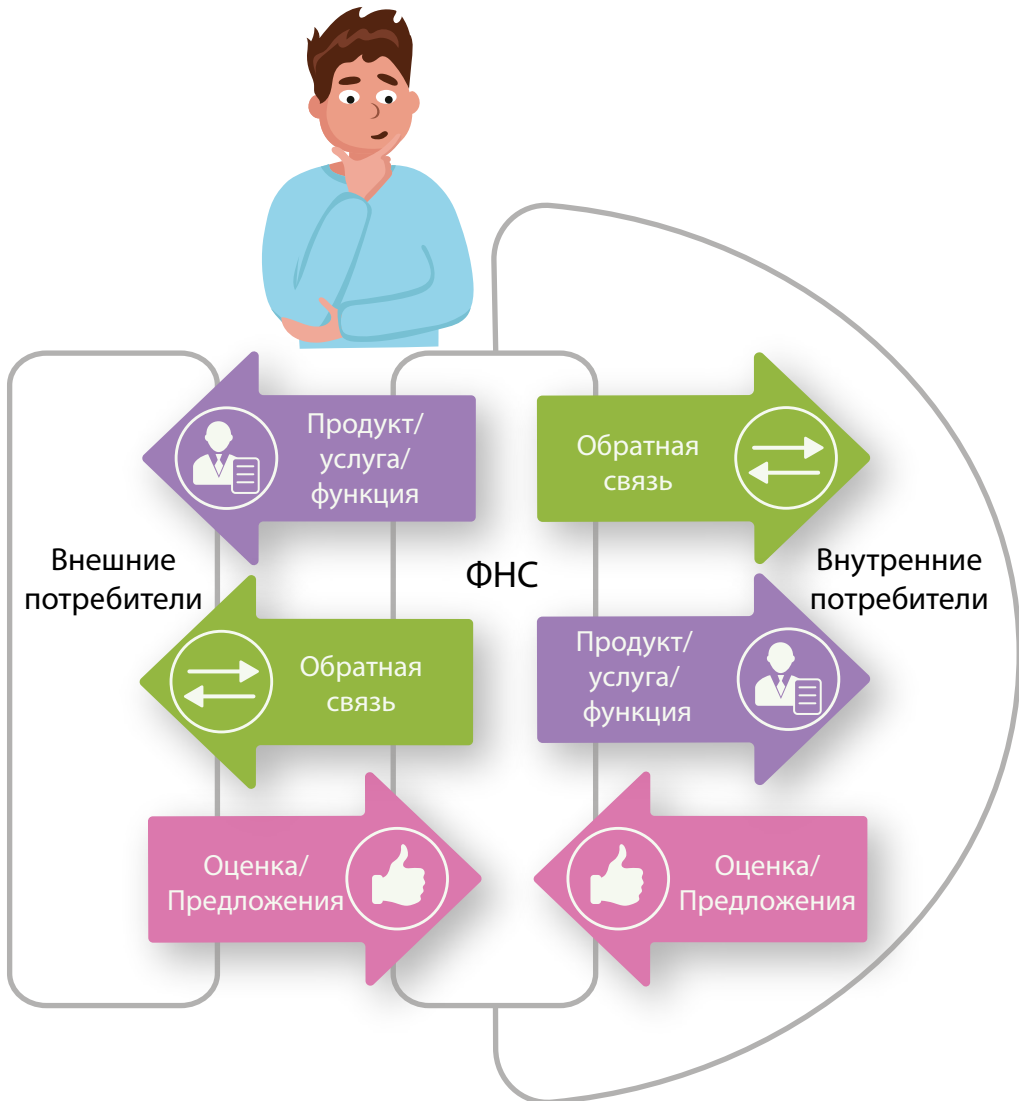 Продукт/
услуга/
функция
Обратная
связь
Внешние
потребители
ФНС
Внутренние
потребители
Обратная
связь
Продукт/
услуга/
функция
Оценка/
Предложения
Оценка/
Предложения